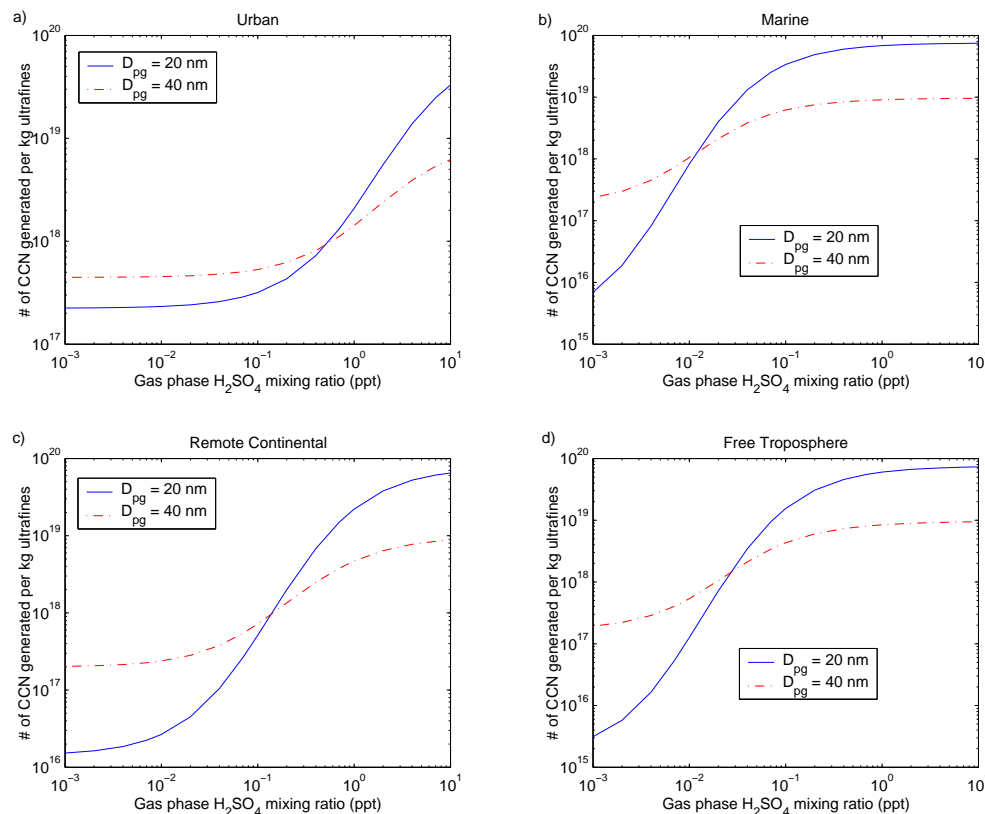 a)
Urban
10^20
10^19
10^18
10^17
# of CCN generated per kg ultrafines
D_pg = 20 nm
D_pg = 40 nm
10^−3
10^−2
10^−1
10^0
10^1
Gas phase H_2SO_4 mixing ratio (ppt)
b)
Marine
10^20
10^19
10^18
10^17
10^16
10^15
# of CCN generated per kg ultrafines
D_pg = 20 nm
D_pg = 40 nm
10^−3
10^−2
10^−1
10^0
10^1
Gas phase H_2SO_4 mixing ratio (ppt)
c)
Remote Continental
10^20
10^19
10^18
10^17
10^16
# of CCN generated per kg ultrafines
D_pg = 20 nm
D_pg = 40 nm
10^−3
10^−2
10^−1
10^0
10^1
Gas phase H_2SO_4 mixing ratio (ppt)
d)
Free Troposphere
10^20
10^19
10^18
10^17
10^16
10^15
# of CCN generated per kg ultrafines
D_pg = 20 nm
D_pg = 40 nm
10^−3
10^−2
10^−1
10^0
10^1
Gas phase H_2SO_4 mixing ratio (ppt)